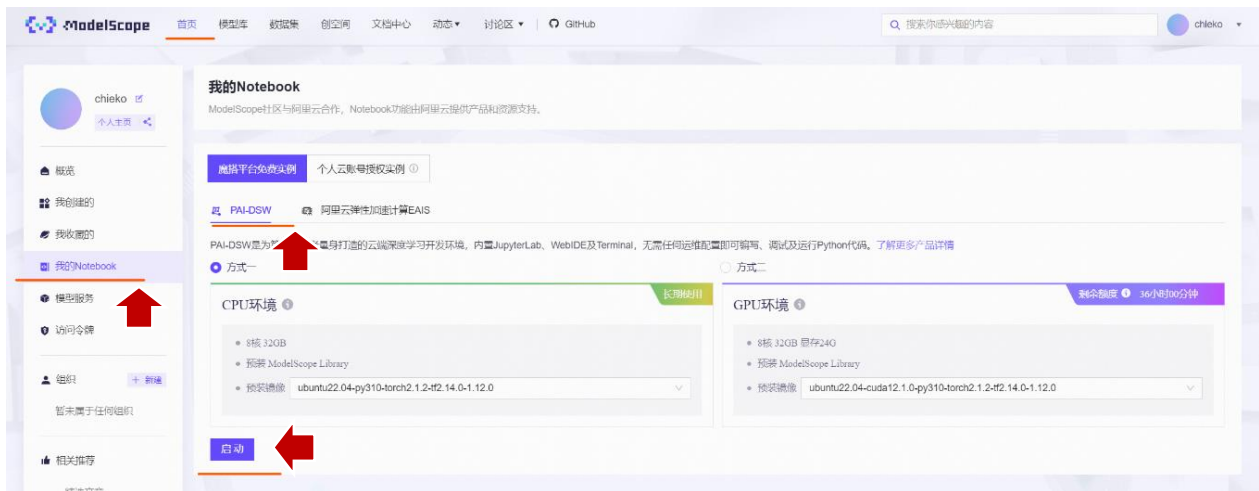 ModelScope 首页 模型库 数据集 创空间 文档中心 动态 讨论区 GitHub 搜索你感兴趣的内容 chieko
chieko
个人主页
概览
我创建的
我收藏的
我的Notebook
模型服务
访问令牌
组织 + 新建
暂未属于任何组织
相关推荐
我的Notebook
ModelScope社区与阿里云合作，Notebook功能由阿里云提供产品和资源支持。
魔搭平台免费实例 个人云账号授权实例
PAI-DSW 阿里云弹性加速计算EAIS
PAI-DSW是为 量身打造的云端深度学习开发环境，内置JupyterLab、WebIDE及Terminal，无需任何运维配置即可编写、调试及运行Python代码。了解更多产品详情
方式一 方式二
CPU环境 长期使用
8核 32GB
预装 ModelScope Library
预装镜像 ubuntu22.04-py310-torch2.1.2-tf2.14.0-1.12.0
GPU环境 剩余额度 36小时00分钟
8核 32GB 显存24G
预装 ModelScope Library
预装镜像 ubuntu22.04-cuda12.1.0-py310-torch2.1.2-tf2.14.0-1.12.0
启动